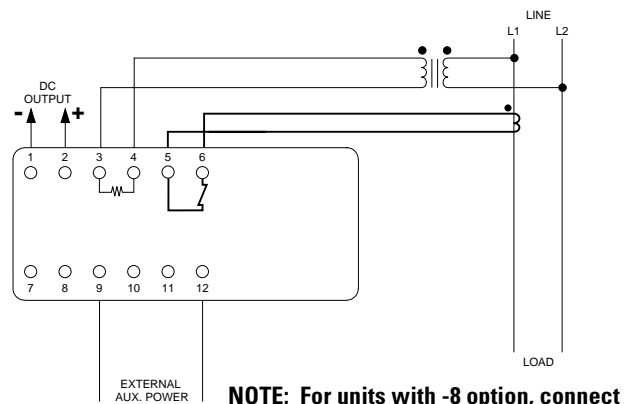 LINE
L1 L2
DC
OUTPUT
- +
1 2 3 4 5 6
7 8 9 10 11 12
LOAD
EXTERNAL
AUX. POWER
NOTE: For units with -8 option, connect